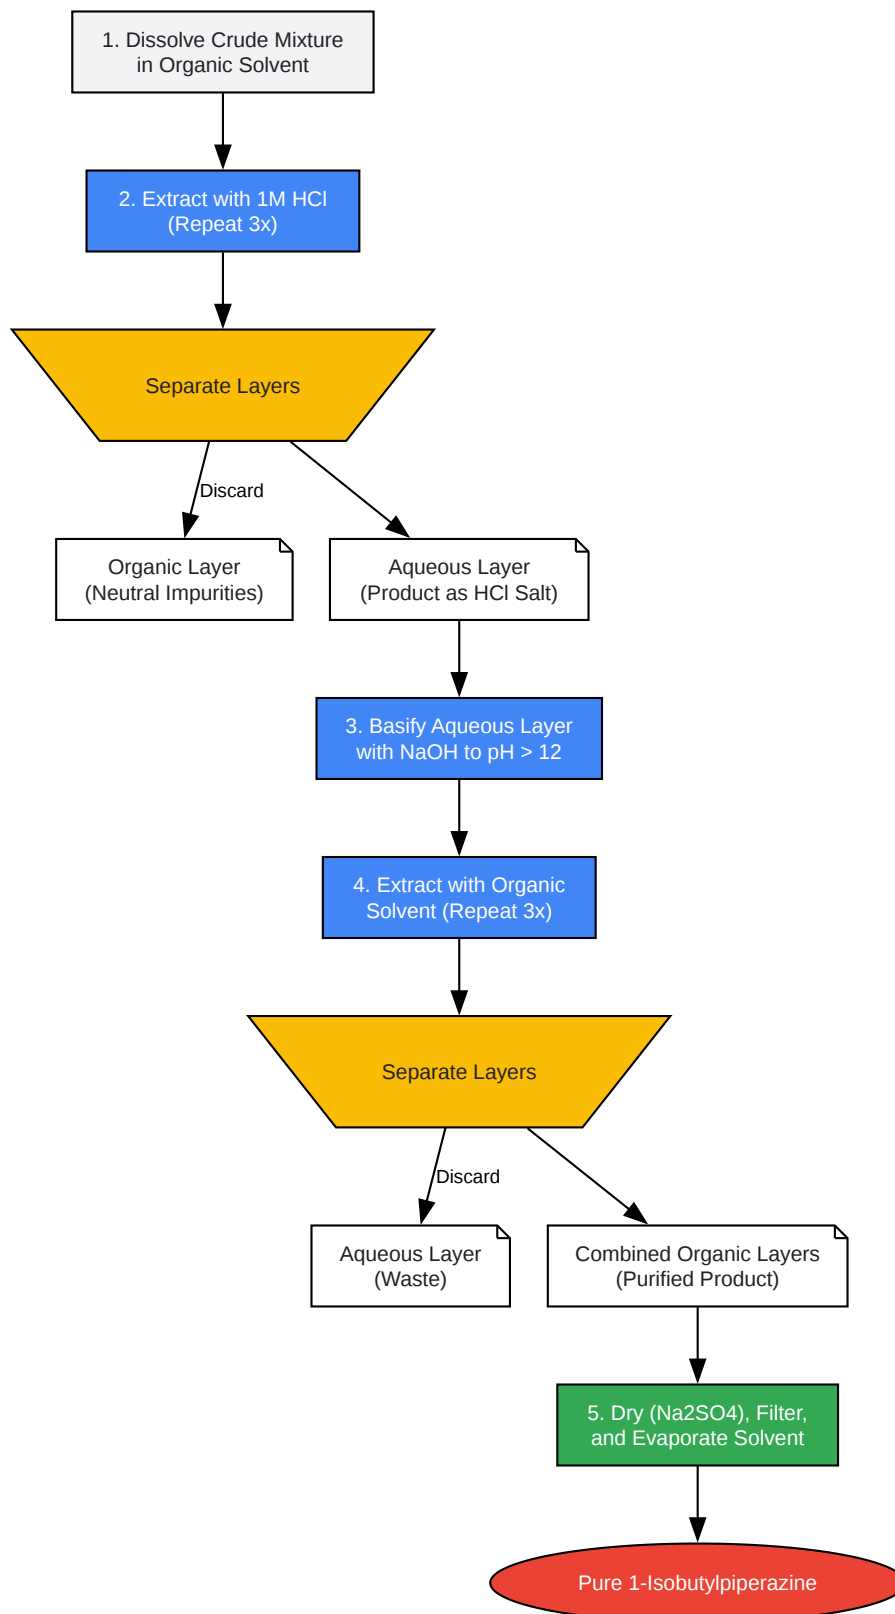 1. Dissolve Crude Mixture
in Organic Solvent
2. Extract with 1M HCl
(Repeat 3x)
Separate Layers
Discard
Organic Layer
(Neutral Impurities)
Aqueous Layer
(Product as HCl Salt)
3. Basify Aqueous Layer
with NaOH to pH > 12
4. Extract with Organic
Solvent (Repeat 3x)
Separate Layers
Discard
Aqueous Layer
(Waste)
Combined Organic Layers
(Purified Product)
5. Dry (Na2SO4), Filter,
and Evaporate Solvent
Pure 1-Isobutylpiperazine